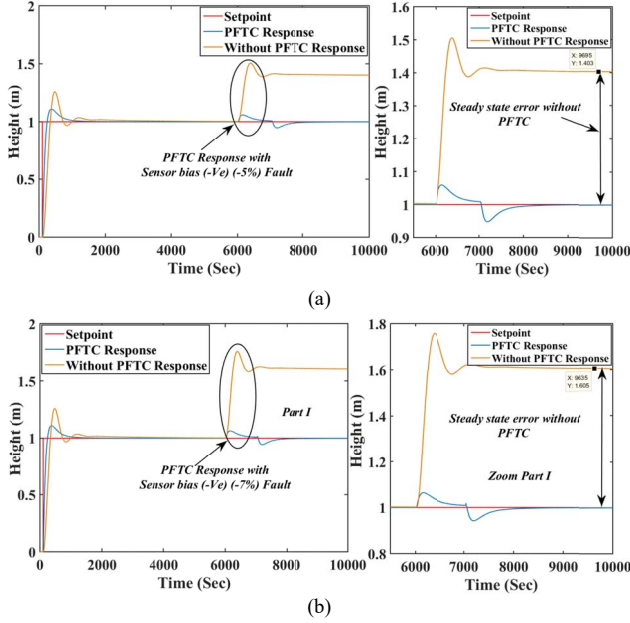 Setpoint
PFTC Response
Without PFTC Response
Height (m)
2
1.5
1
0.5
0
PFTC Response with
Sensor bias (-Ve) (-5%) Fault
0 2000 4000 6000 8000 10000
Time (Sec)
Setpoint
PFTC Response
Without PFTC Response
Height (m)
1.6
1.4
1.2
1
0.9
X: 9695
Y: 1.403
Steady state error without
PFTC
6000 7000 8000 9000 10000
Time (Sec)
(a)
Setpoint
PFTC Response
Without PFTC Response
Height (m)
2
1.5
1
0.5
0
Part I
PFTC Response with
Sensor bias (-Ve) (-7%) Fault
0 2000 4000 6000 8000 10000
Time (Sec)
Setpoint
PFTC Response
Without PFTC Response
Height (m)
1.8
1.6
1.4
1.2
1
0.8
X: 9635
Y: 1.605
Steady state error without
PFTC
Zoom Part I
6000 7000 8000 9000 10000
Time (Sec)
(b)